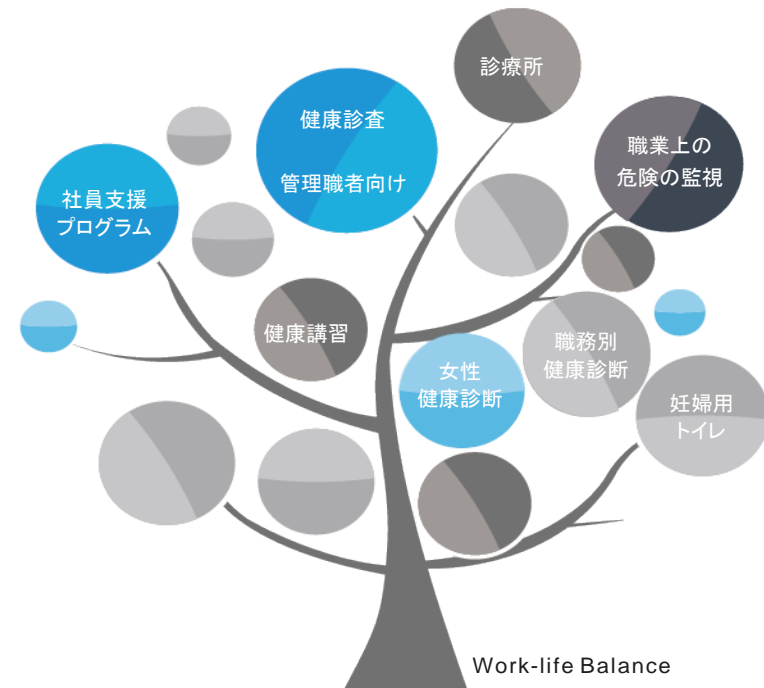 診療所
健康診査
管理職者向け
職業上の
危険の監視
社員支援
プログラム
健康講習
女性
健康診断
職務別
健康診断
妊婦用
トイレ
Work-life Balance